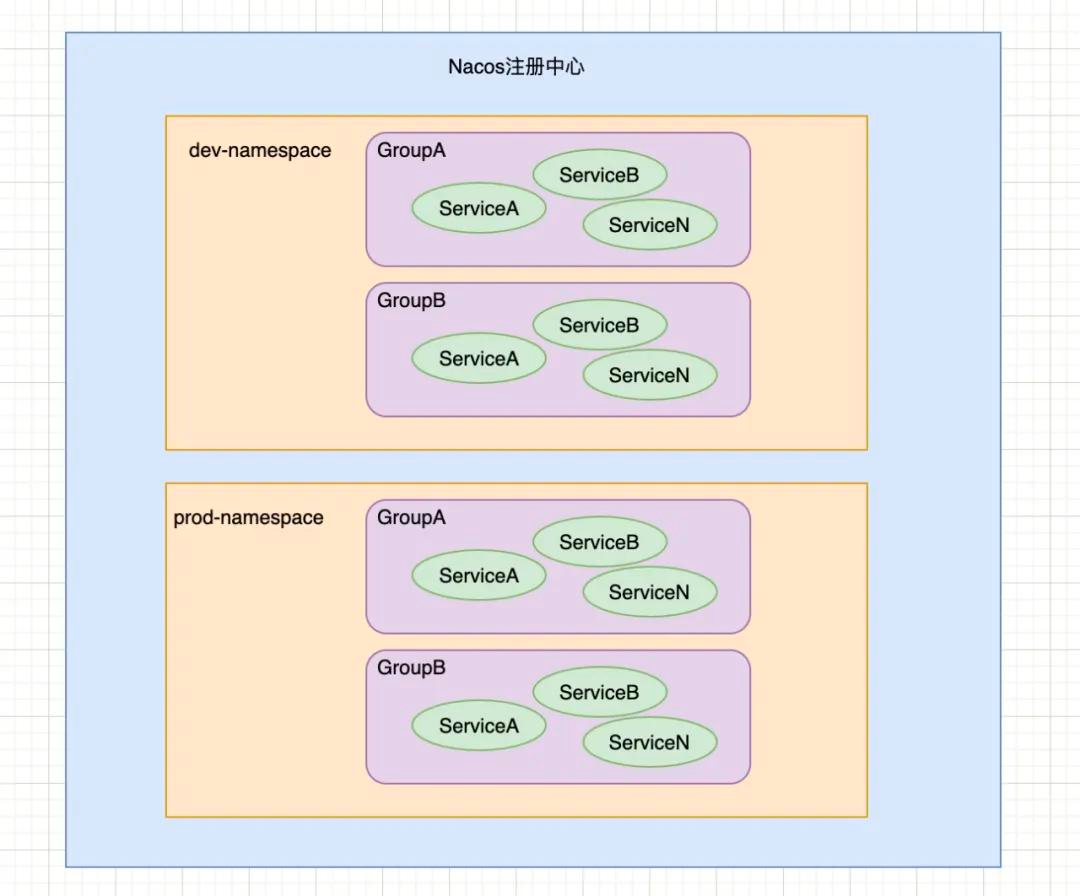 Nacos注册中心
dev-namespace
GroupA
ServiceB
ServiceA
ServiceN
GroupB
ServiceB
ServiceA
ServiceN
prod-namespace
GroupA
ServiceB
ServiceA
ServiceN
GroupB
ServiceB
ServiceA
ServiceN